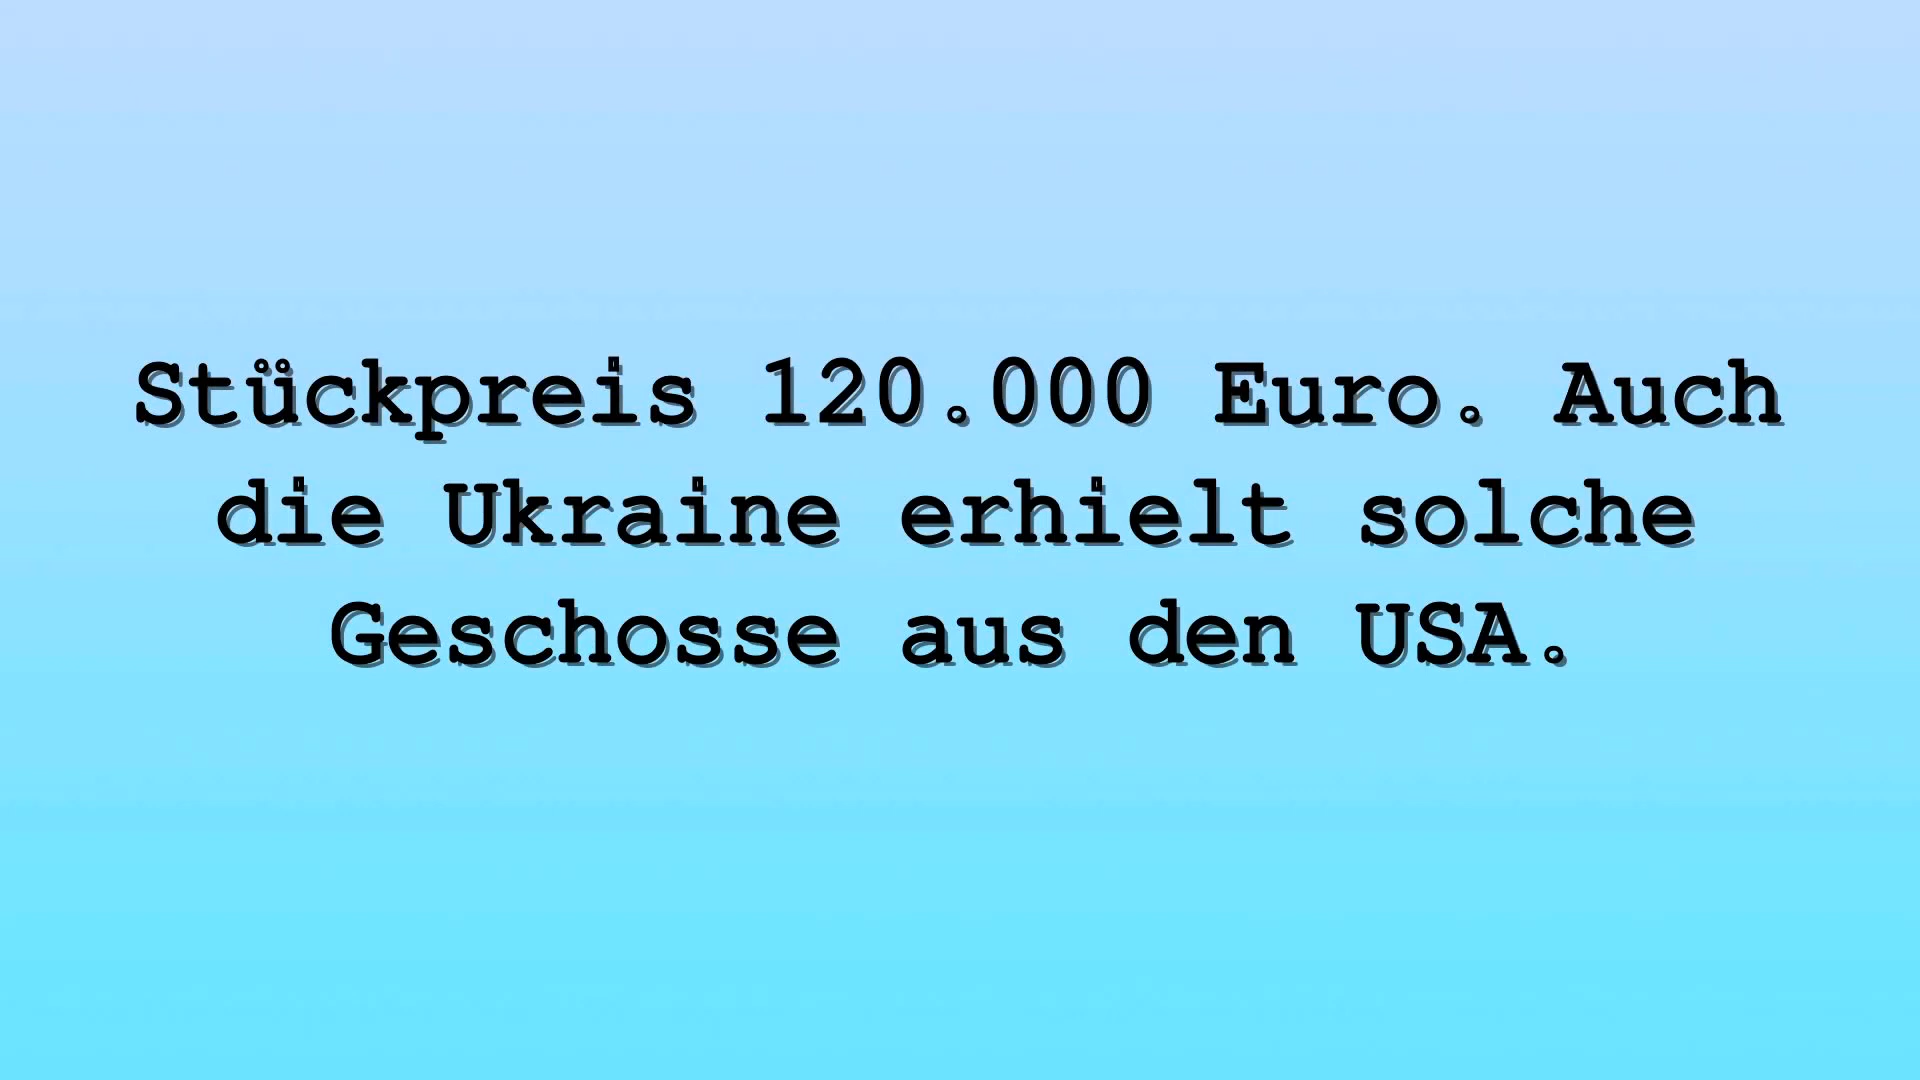 Stückpreis 120.000 Euro. Auch
die Ukraine erhielt solche
Geschosse aus den USA.